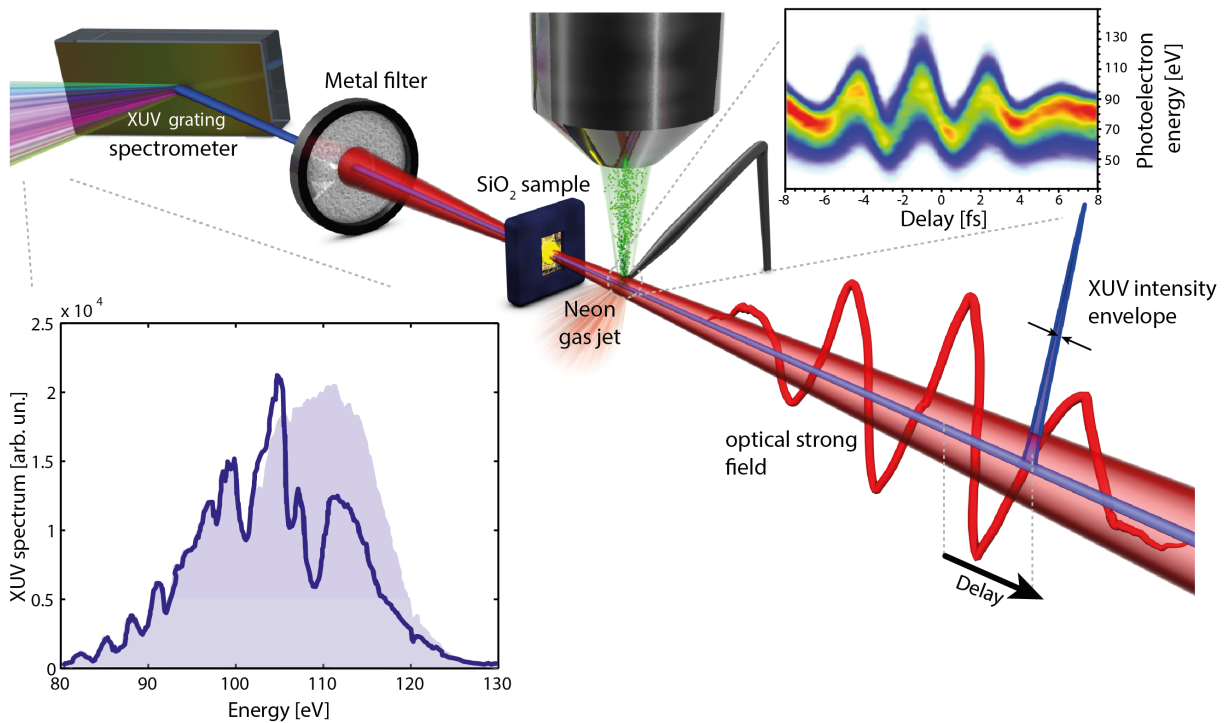 XUV grating
spectrometer
Metal filter
SiO₂ sample
Neon
gas jet
130
110
90
70
50
Photoelectron
energy [eV]
-8 -6 -4 -2 0 2 4 6 8
Delay [fs]
XUV intensity
envelope
optical strong
field
Delay
x 10⁴
2.5
2
1.5
1
0.5
0
XUV spectrum [arb. un.]
80 90 100 110 120 130
Energy [eV]